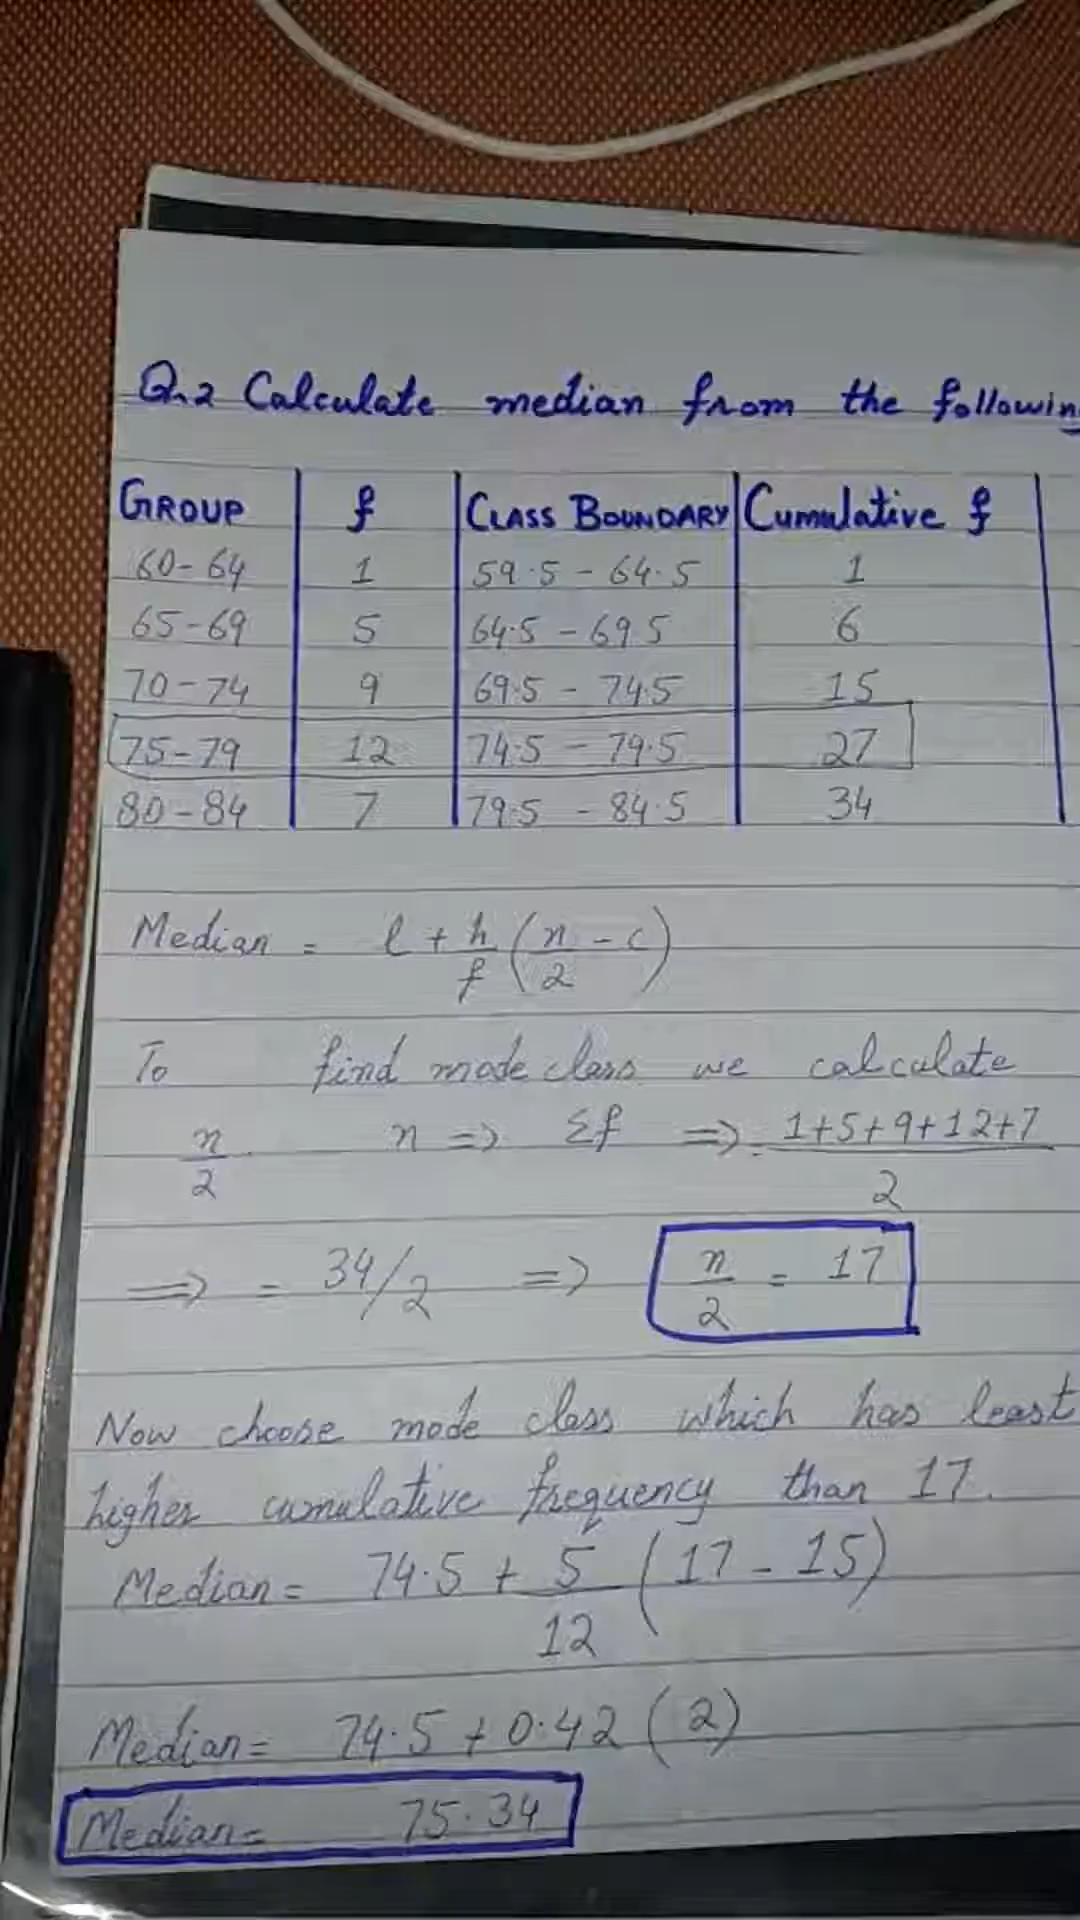 Q.2 Calculate median from the following
GROUP f CLASS BOUNDARY Cumulative f
60-64 1 59.5 - 64.5 1
65-69 5 64.5 - 69 5 6
70-74 9 69.5 - 74.5 15
75-79 12 74.5 - 79.5 27
80-84 7 79.5 - 84.5 34
Median = l + h/f (n/2 - c)
To find mode class we calculate
n/2 n => Σf => 1+5+9+12+7 / 2
=> = 34/2 => n/2 = 17
Now choose mode class which has least
higher cumulative frequency than 17.
Median = 74.5 + 5/12 (17 - 15)
Median = 74.5 + 0.42 (2)
Median = 75.34